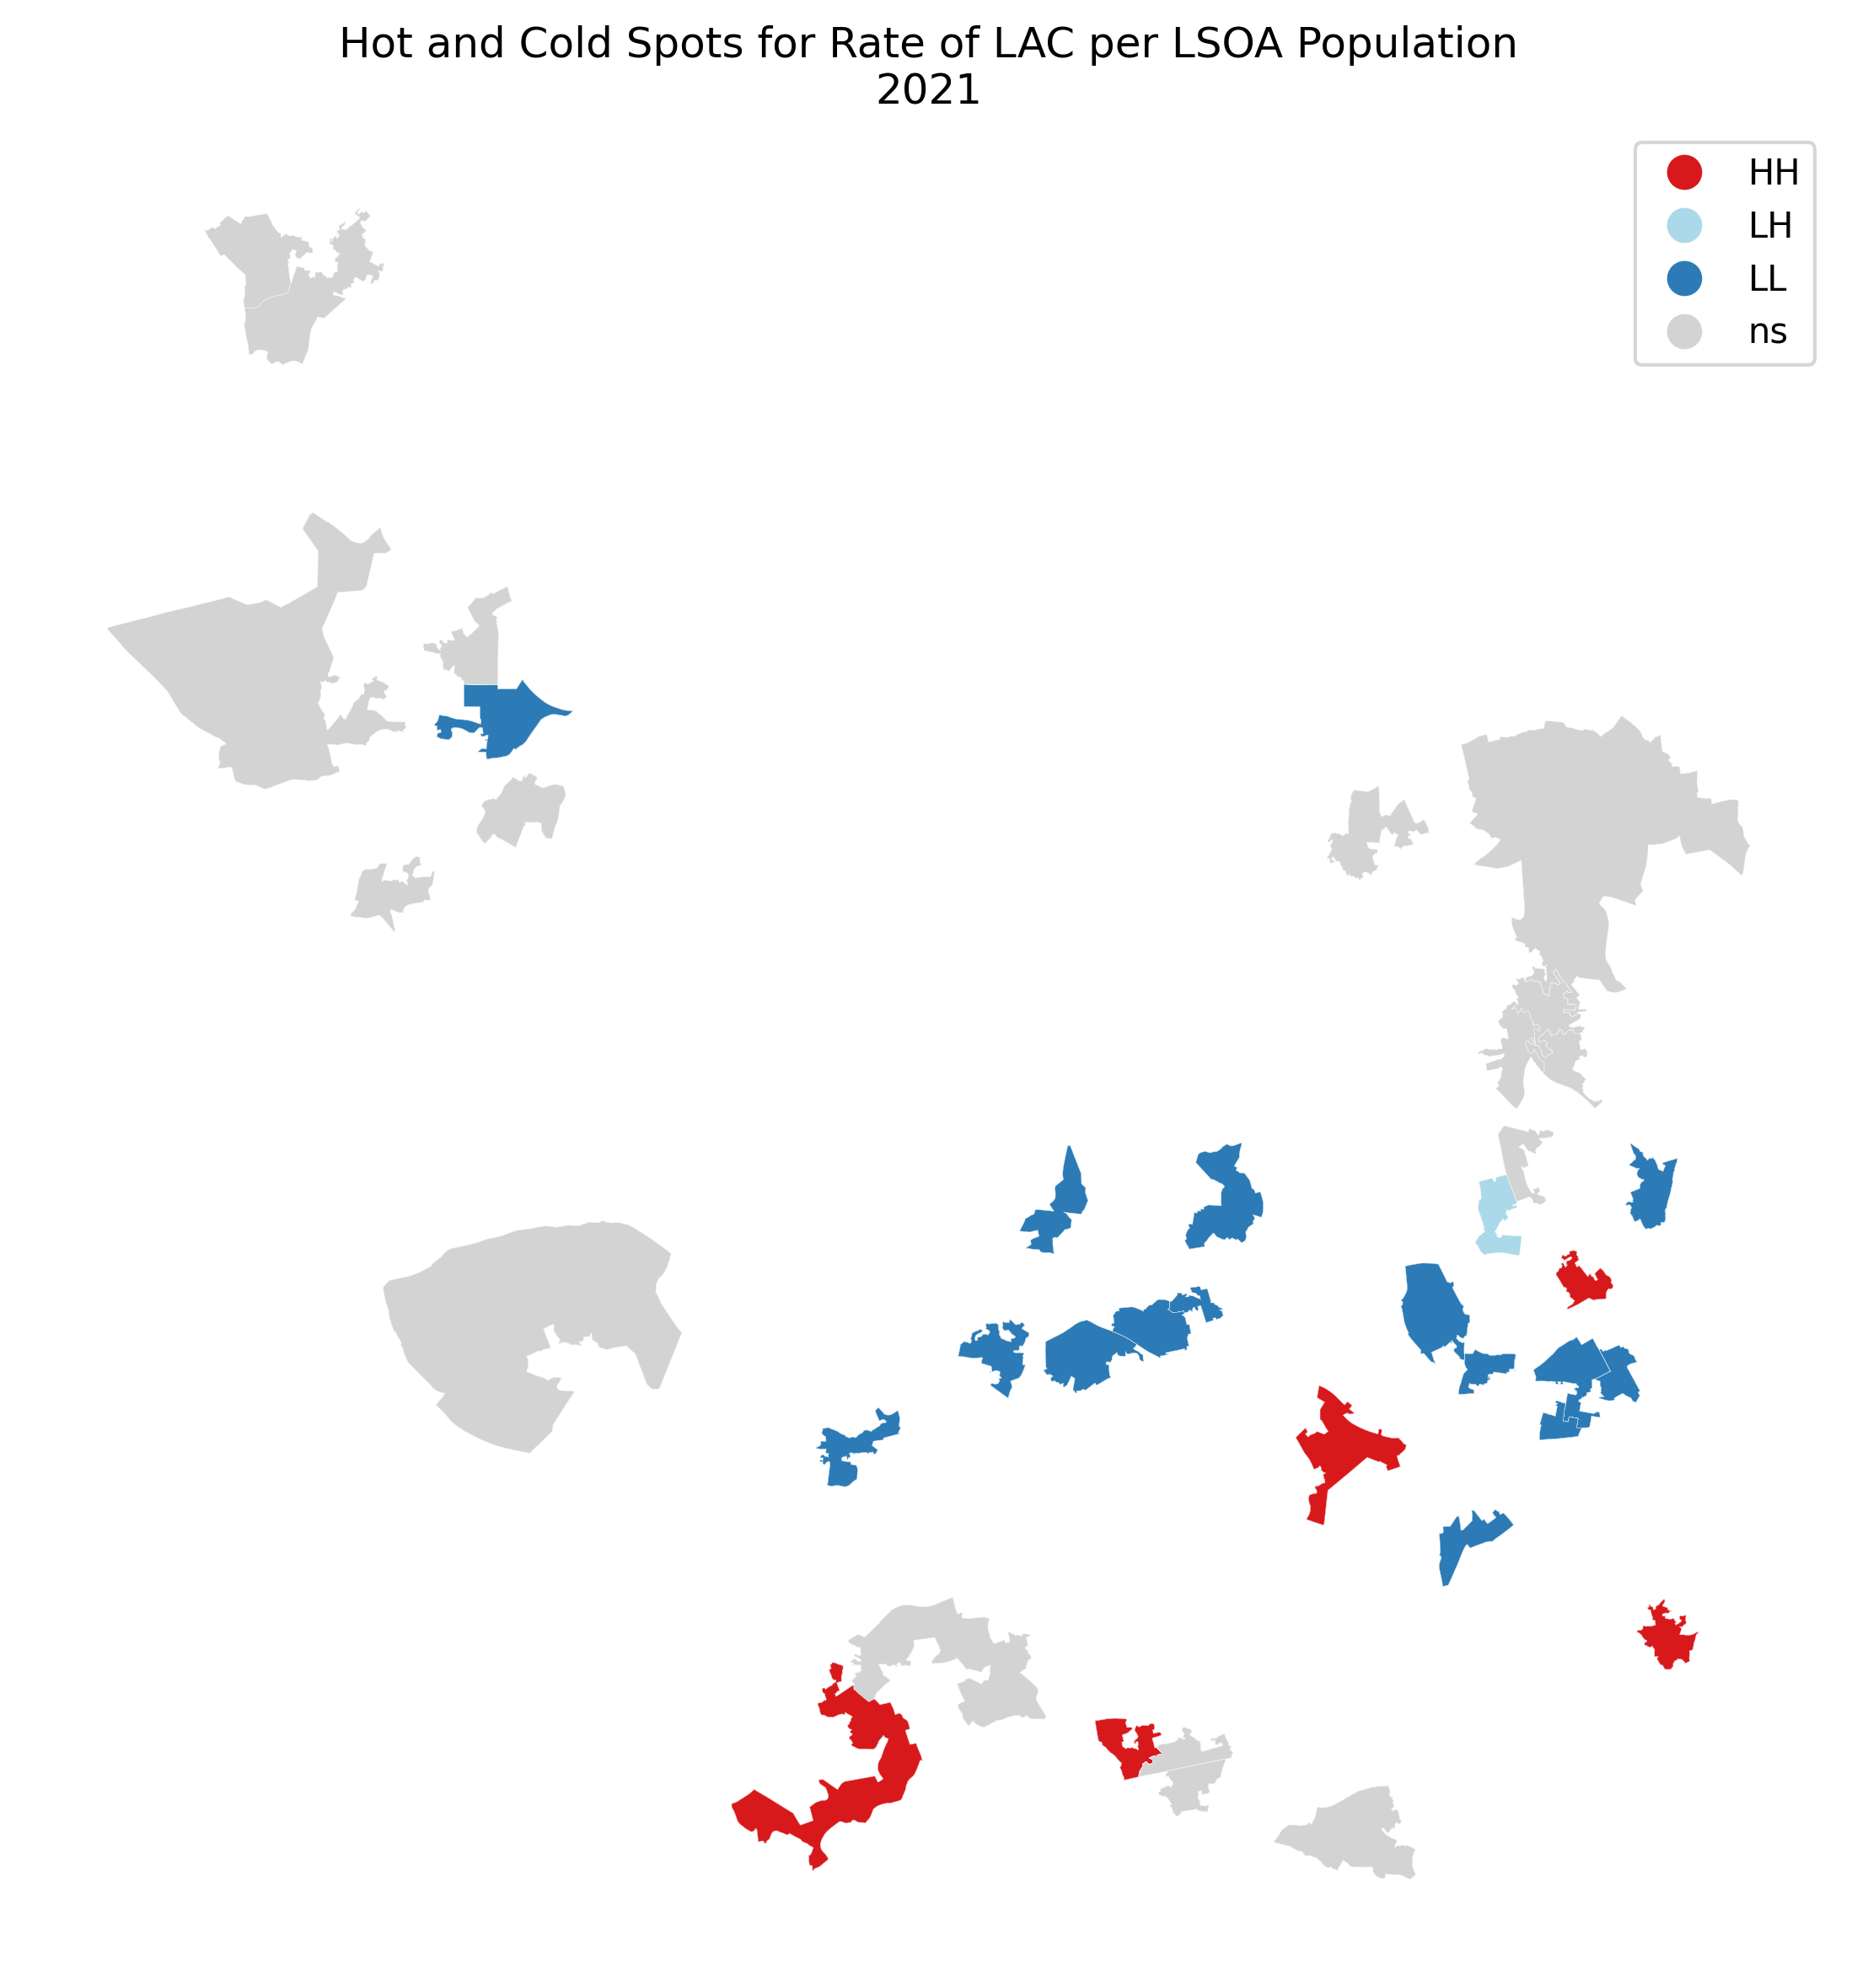 Hot and Cold Spots for Rate of LAC per LSOA Population
2021
HH
LH
LL
ns